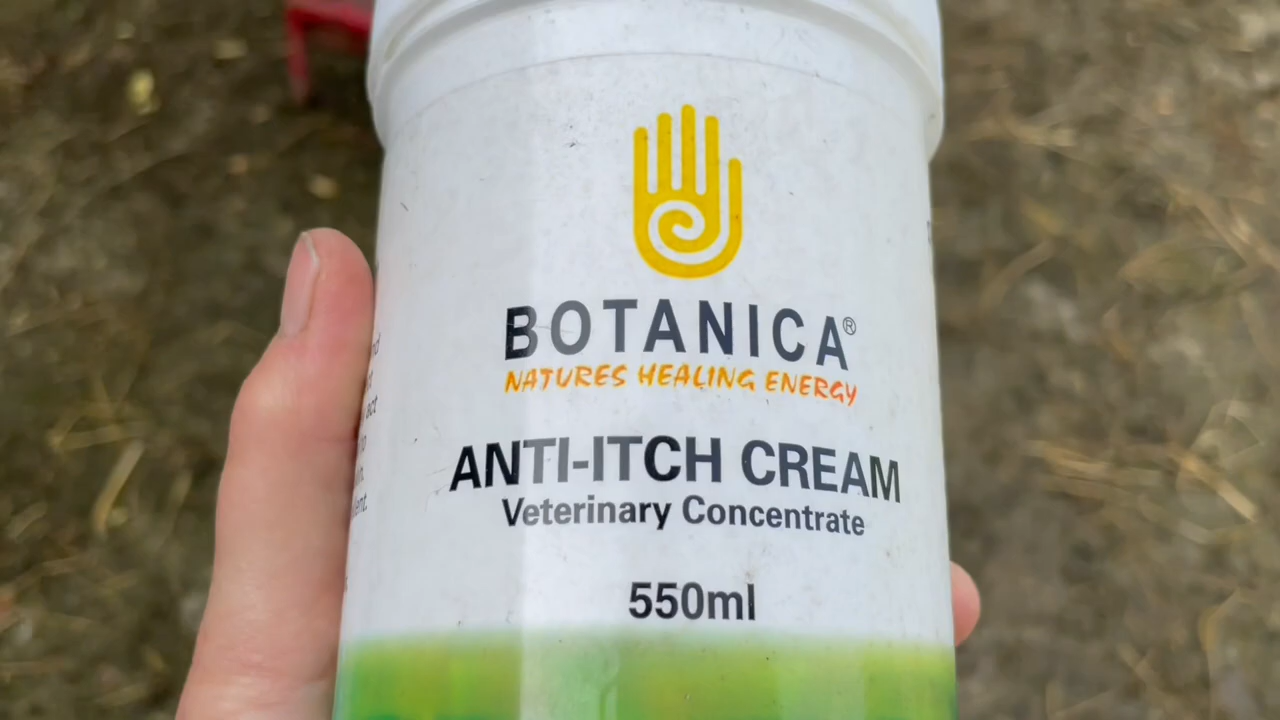 BOTANICA®
NATURES HEALING ENERGY
ANTI-ITCH CREAM
Veterinary Concentrate
550ml